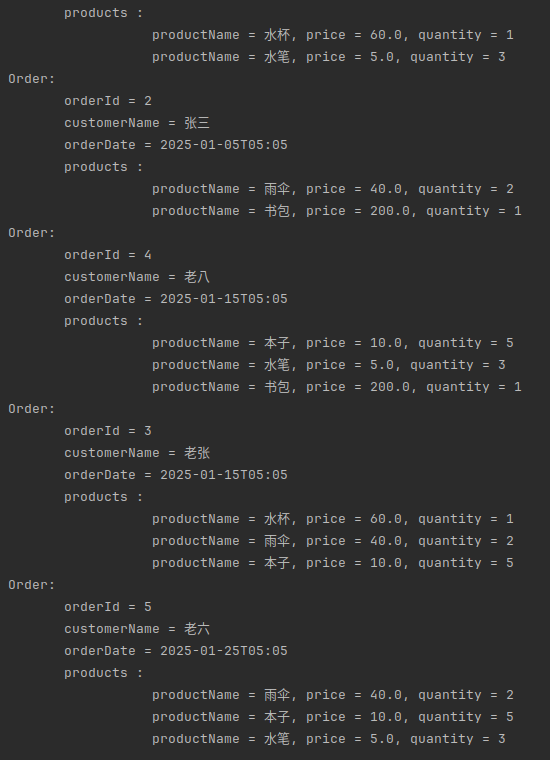 products :
productName = 水杯, price = 60.0, quantity = 1
productName = 水笔, price = 5.0, quantity = 3
Order:
orderId = 2
customerName = 张三
orderDate = 2025-01-05T05:05
products :
productName = 雨伞, price = 40.0, quantity = 2
productName = 书包, price = 200.0, quantity = 1
Order:
orderId = 4
customerName = 老八
orderDate = 2025-01-15T05:05
products :
productName = 本子, price = 10.0, quantity = 5
productName = 水笔, price = 5.0, quantity = 3
productName = 书包, price = 200.0, quantity = 1
Order:
orderId = 3
customerName = 老张
orderDate = 2025-01-15T05:05
products :
productName = 水杯, price = 60.0, quantity = 1
productName = 雨伞, price = 40.0, quantity = 2
productName = 本子, price = 10.0, quantity = 5
Order:
orderId = 5
customerName = 老六
orderDate = 2025-01-25T05:05
products :
productName = 雨伞, price = 40.0, quantity = 2
productName = 本子, price = 10.0, quantity = 5
productName = 水笔, price = 5.0, quantity = 3